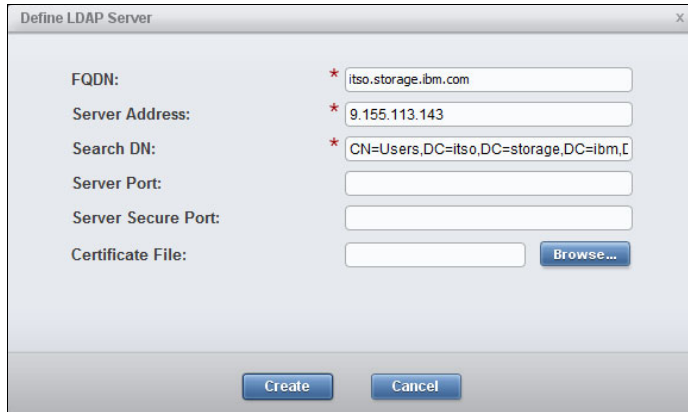 Define LDAP Server x
FQDN: * itso.storage.ibm.com
Server Address: * 9.155.113.143
Search DN: * CN=Users,DC=itso,DC=storage,DC=ibm,D
Server Port:
Server Secure Port:
Certificate File: Browse...
Create Cancel